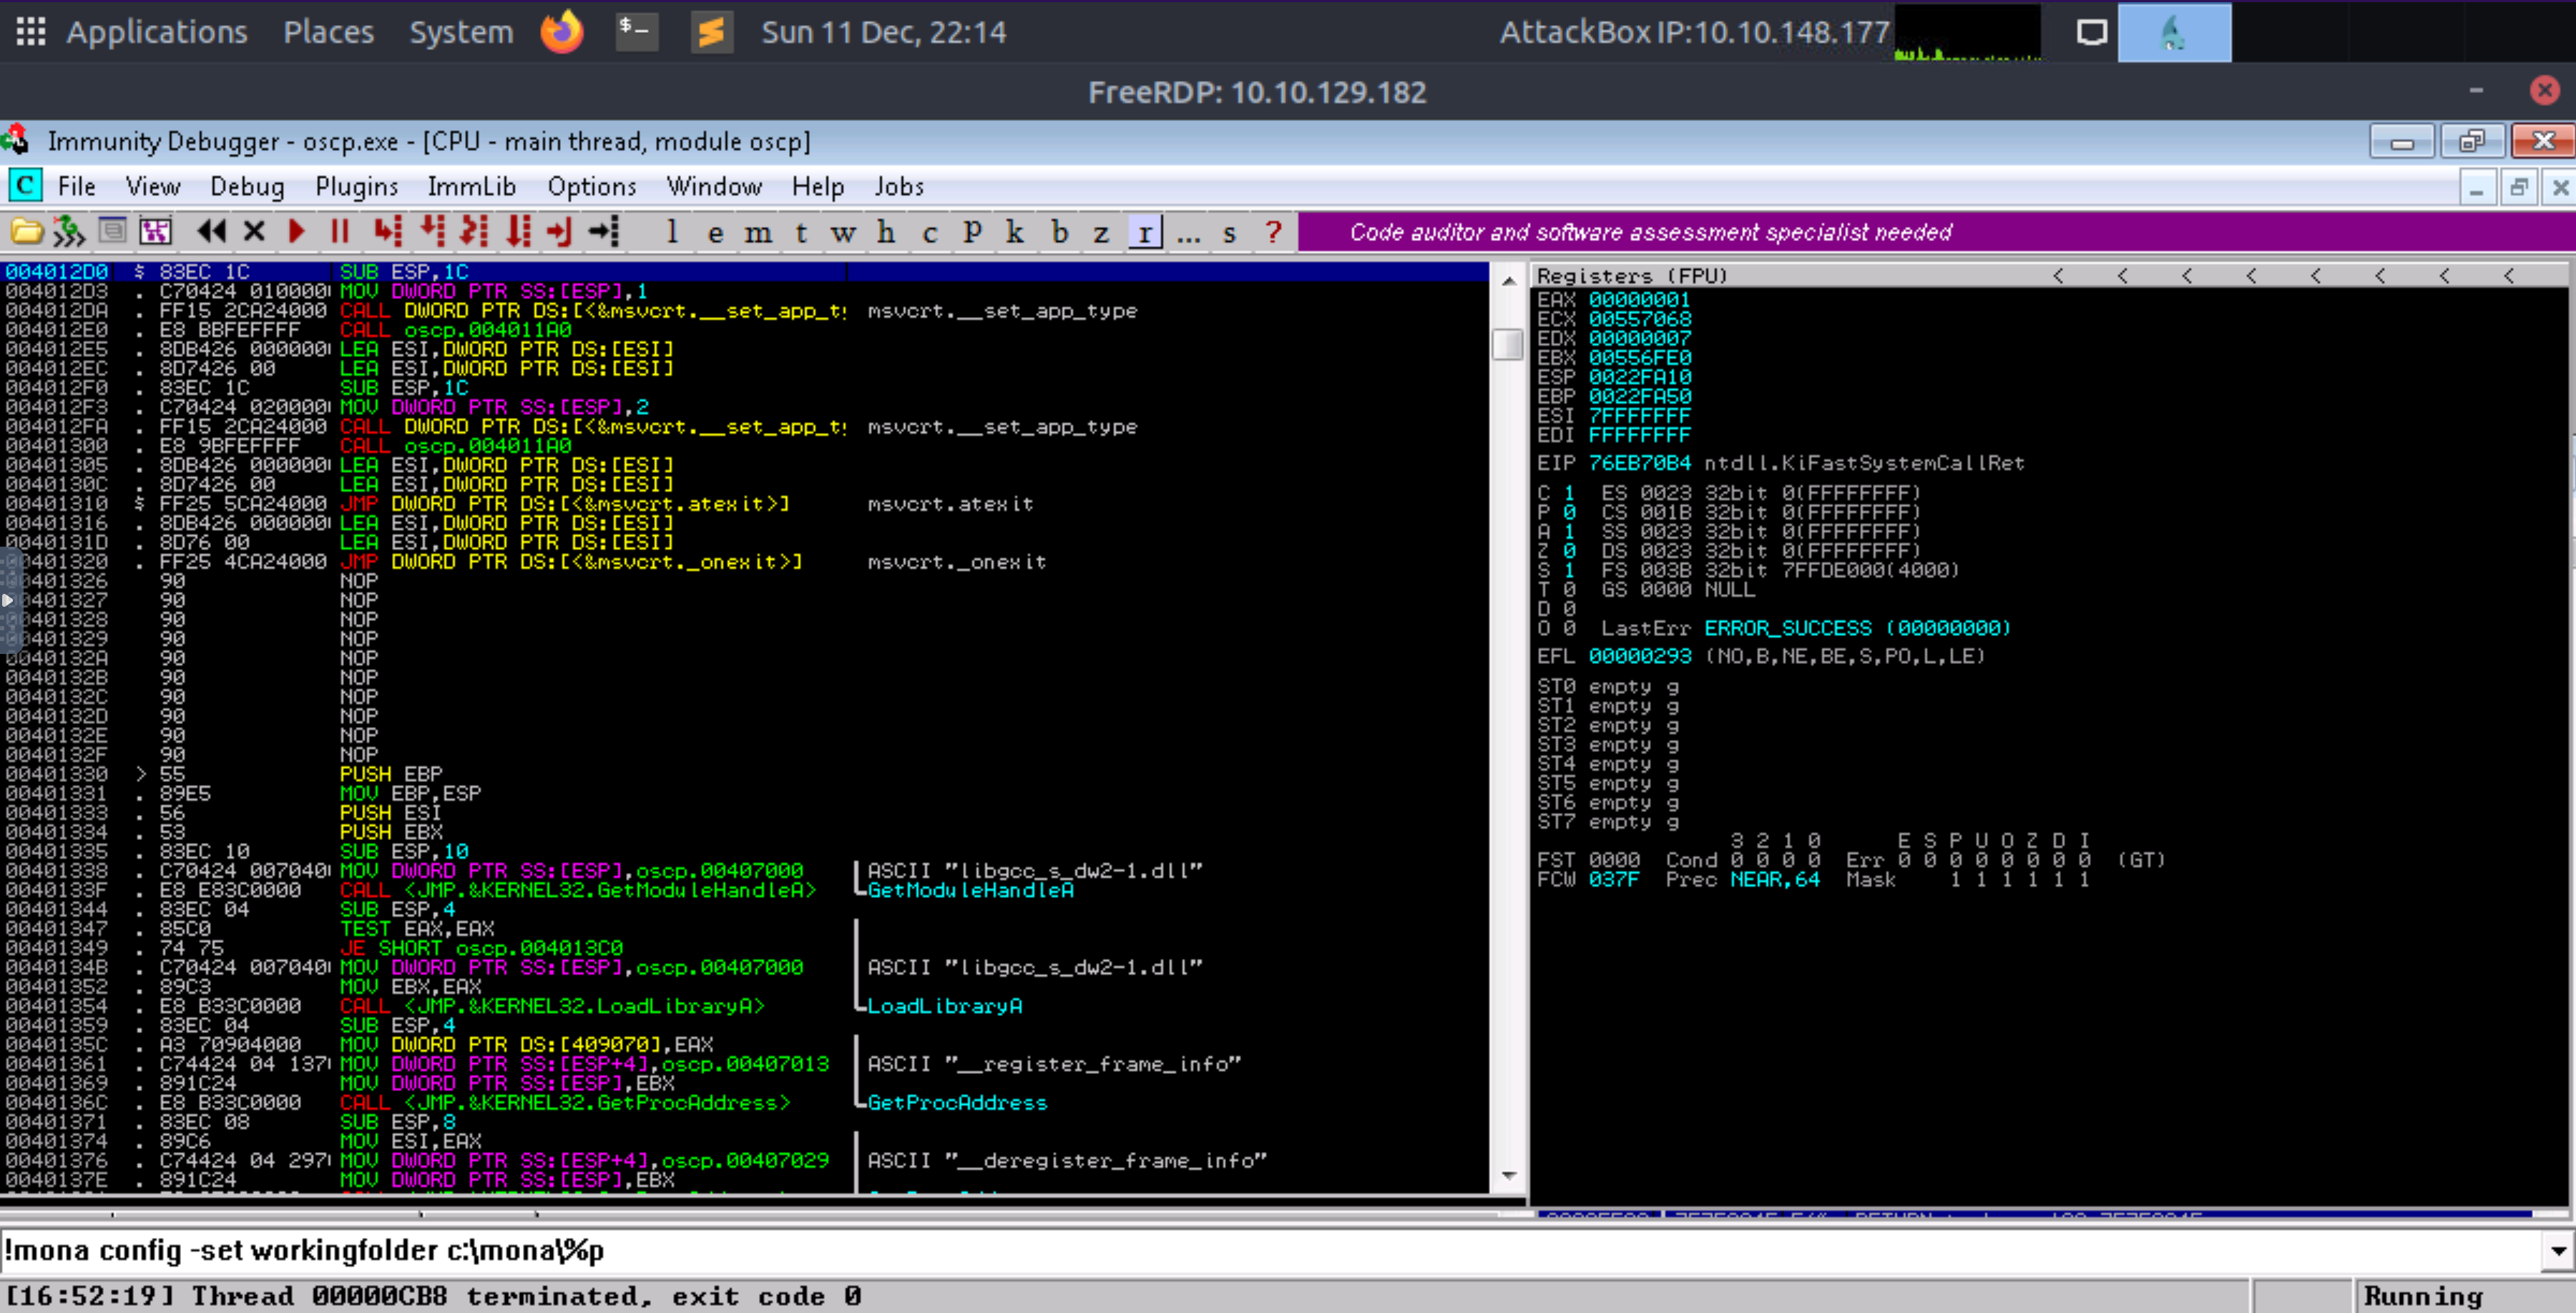 Applications Places System Sun 11 Dec, 22:14 AttackBox IP:10.10.148.177
FreeRDP: 10.10.129.182
Immunity Debugger - oscp.exe - [CPU - main thread, module oscp]
C File View Debug Plugins ImmLib Options Window Help Jobs
l e m t w h c P k b z r ... s ? Code auditor and software assessment specialist needed
004012D0 $ 83EC 1C SUB ESP,1C
004012D3 . C70424 010000 MOV DWORD PTR SS:[ESP],1
004012DA . FF15 2CA24000 CALL DWORD PTR DS:[<&msvcrt.__set_app_t msvcrt.__set_app_type
004012E0 . E8 BBFEFFFF CALL oscp.004011A0
004012E5 . 8DB426 000000 LEA ESI,DWORD PTR DS:[ESI]
004012EC . 8D7426 00 LEA ESI,DWORD PTR DS:[ESI]
004012F0 . 83EC 1C SUB ESP,1C
004012F3 . C70424 020000 MOV DWORD PTR SS:[ESP],2
004012FA . FF15 2CA24000 CALL DWORD PTR DS:[<&msvcrt.__set_app_t msvcrt.__set_app_type
00401300 . E8 9BFEFFFF CALL oscp.004011A0
00401305 . 8DB426 000000 LEA ESI,DWORD PTR DS:[ESI]
0040130C . 8D7426 00 LEA ESI,DWORD PTR DS:[ESI]
00401310 $ FF25 5CA24000 JMP DWORD PTR DS:[<&msvcrt.atexit>] msvcrt.atexit
00401316 . 8DB426 000000 LEA ESI,DWORD PTR DS:[ESI]
0040131D . 8D76 00 LEA ESI,DWORD PTR DS:[ESI]
00401320 . FF25 4CA24000 JMP DWORD PTR DS:[<&msvcrt._onexit>] msvcrt._onexit
00401326 90 NOP
00401327 90 NOP
00401328 90 NOP
00401329 90 NOP
0040132A 90 NOP
0040132B 90 NOP
0040132C 90 NOP
0040132D 90 NOP
0040132E 90 NOP
0040132F 90 NOP
00401330 > 55 PUSH EBP
00401331 . 89E5 MOV EBP,ESP
00401333 . 56 PUSH ESI
00401334 . 53 PUSH EBX
00401335 . 83EC 10 SUB ESP,10
00401338 . C70424 007040 MOV DWORD PTR SS:[ESP],oscp.00407000 ASCII "libgcc_s_dw2-1.dll"
0040133F . E8 E83C0000 CALL <JMP.&KERNEL32.GetModuleHandleA> GetModuleHandleA
00401344 . 83EC 04 SUB ESP,4
00401347 . 85C0 TEST EAX,EAX
00401349 . 74 75 JE SHORT oscp.004013C0
0040134B . C70424 007040 MOV DWORD PTR SS:[ESP],oscp.00407000 ASCII "libgcc_s_dw2-1.dll"
00401352 . 89C3 MOV EBX,EAX
00401354 . E8 B33C0000 CALL <JMP.&KERNEL32.LoadLibraryA> LoadLibraryA
00401359 . 83EC 04 SUB ESP,4
0040135C . A3 70904000 MOV DWORD PTR DS:[409070],EAX
00401361 . C74424 04 137 MOV DWORD PTR SS:[ESP+4],oscp.00407013 ASCII "__register_frame_info"
00401369 . 891C24 MOV DWORD PTR SS:[ESP],EBX
0040136C . E8 B33C0000 CALL <JMP.&KERNEL32.GetProcAddress> GetProcAddress
00401371 . 83EC 08 SUB ESP,8
00401374 . 89C6 MOV ESI,EAX
00401376 . C74424 04 297 MOV DWORD PTR SS:[ESP+4],oscp.00407029 ASCII "__deregister_frame_info"
0040137E . 891C24 MOV DWORD PTR SS:[ESP],EBX
Registers (FPU) < < < < < < < <
EAX 00000001
ECX 00557068
EDX 00000007
EBX 00556FE0
ESP 0022FA10
EBP 0022FA50
ESI 7FFFFFFF
EDI FFFFFFFF
EIP 76EB70B4 ntdll.KiFastSystemCallRet
C 1 ES 0023 32bit 0(FFFFFFFF)
P 0 CS 001B 32bit 0(FFFFFFFF)
A 1 SS 0023 32bit 0(FFFFFFFF)
Z 0 DS 0023 32bit 0(FFFFFFFF)
S 1 FS 003B 32bit 7FFDE000(4000)
T 0 GS 0000 NULL
D 0
O 0 LastErr ERROR_SUCCESS (00000000)
EFL 00000293 (NO,B,NE,BE,S,PO,L,LE)
ST0 empty g
ST1 empty g
ST2 empty g
ST3 empty g
ST4 empty g
ST5 empty g
ST6 empty g
ST7 empty g
3 2 1 0 E S P U O Z D I
FST 0000 Cond 0 0 0 0 Err 0 0 0 0 0 0 0 0 (GT)
FCW 037F Prec NEAR,64 Mask 1 1 1 1 1 1
!mona config -set workingfolder c:\mona\%p
[16:52:19] Thread 00000CB8 terminated, exit code 0 Running